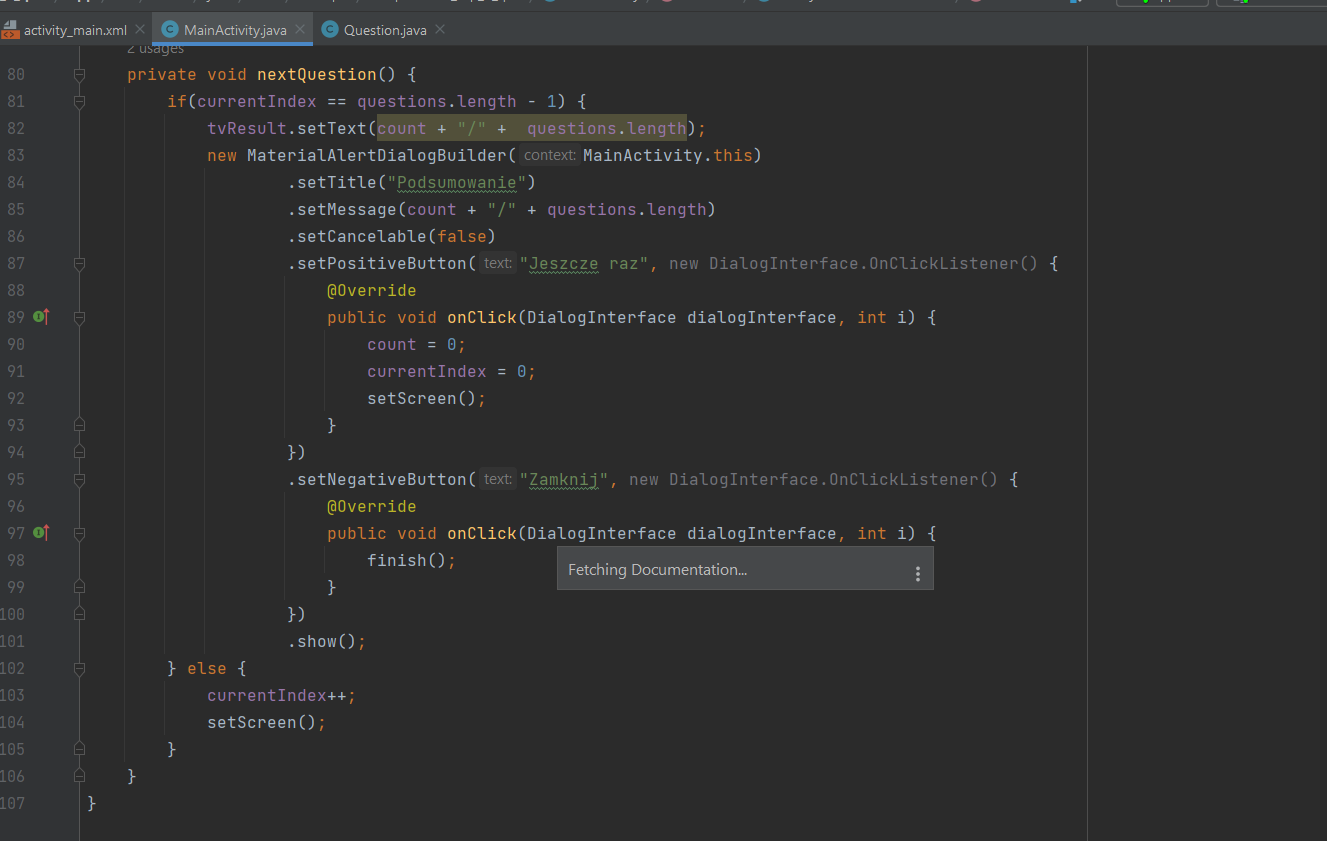 activity_main.xml MainActivity.java Question.java
2 usages
80 private void nextQuestion() {
81 if(currentIndex == questions.length - 1) {
82 tvResult.setText(count + "/" +  questions.length);
83 new MaterialAlertDialogBuilder( context: MainActivity.this)
84 .setTitle("Podsumowanie")
85 .setMessage(count + "/" + questions.length)
86 .setCancelable(false)
87 .setPositiveButton( text: "Jeszcze raz", new DialogInterface.OnClickListener() {
88 @Override
89 public void onClick(DialogInterface dialogInterface, int i) {
90 count = 0;
91 currentIndex = 0;
92 setScreen();
93 }
94 })
95 .setNegativeButton( text: "Zamknij", new DialogInterface.OnClickListener() {
96 @Override
97 public void onClick(DialogInterface dialogInterface, int i) {
98 finish();
Fetching Documentation...
99 }
100 })
101 .show();
102 } else {
103 currentIndex++;
104 setScreen();
105 }
106 }
107 }